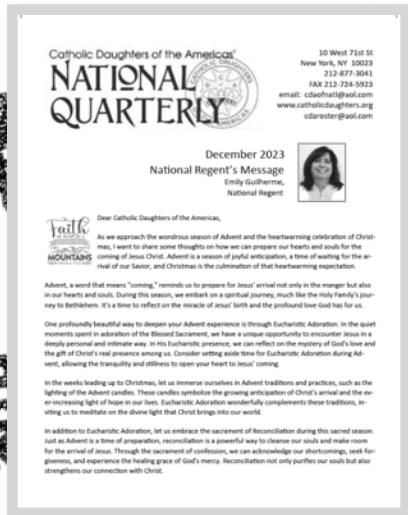 Catholic Daughters of the Americas®
NATIONAL
QUARTERLY
10 West 71st St
New York, NY 10023
212-877-3041
FAX 212-724-5923
email: cdaofnatl@aol.com
www.catholicdaughters.org
cdaroster@aol.com
December 2023
National Regent's Message
Emily Guilherme,
National Regent
Faith
MOUNTAINS
Dear Catholic Daughters of the Americas,
As we approach the wondrous season of Advent and the heartwarming celebration of Christ-
mas, I want to share some thoughts on how we can prepare our hearts and souls for the
coming of Jesus Christ. Advent is a season of joyful anticipation, a time of waiting for the ar-
rival of our Savior, and Christmas is the culmination of that heartwarming expectation.
Advent, a word that means "coming," reminds us to prepare for Jesus' arrival not only in the manger but also
in our hearts and souls. During this season, we embark on a spiritual journey, much like the Holy Family's jour-
ney to Bethlehem. It's a time to reflect on the miracle of Jesus' birth and the profound love God has for us.
One profoundly beautiful way to deepen your Advent experience is through Eucharistic Adoration. In the quiet
moments spent in adoration of the Blessed Sacrament, we have a unique opportunity to encounter Jesus in a
deeply personal and intimate way. In His Eucharistic presence, we can reflect on the mystery of God's love and
the gift of Christ's real presence among us. Consider setting aside time for Eucharistic Adoration during Ad-
vent, allowing the tranquility and stillness to open your heart to Jesus' coming.
In the weeks leading up to Christmas, let us immerse ourselves in Advent traditions and practices, such as the
lighting of the Advent candles. These candles symbolize the growing anticipation of Christ's arrival and the ev-
er-increasing light of hope in our lives. Eucharistic Adoration wonderfully complements these traditions, in-
viting us to meditate on the divine light that Christ brings into our world.
In addition to Eucharistic Adoration, let us embrace the sacrament of Reconciliation during this sacred season.
Just as Advent is a time of preparation, reconciliation is a powerful way to cleanse our souls and make room
for the arrival of Jesus. Through the sacrament of confession, we can acknowledge our shortcomings, seek for-
giveness, and experience the healing grace of God's mercy. Reconciliation not only purifies our souls but also
strengthens our connection with Christ.